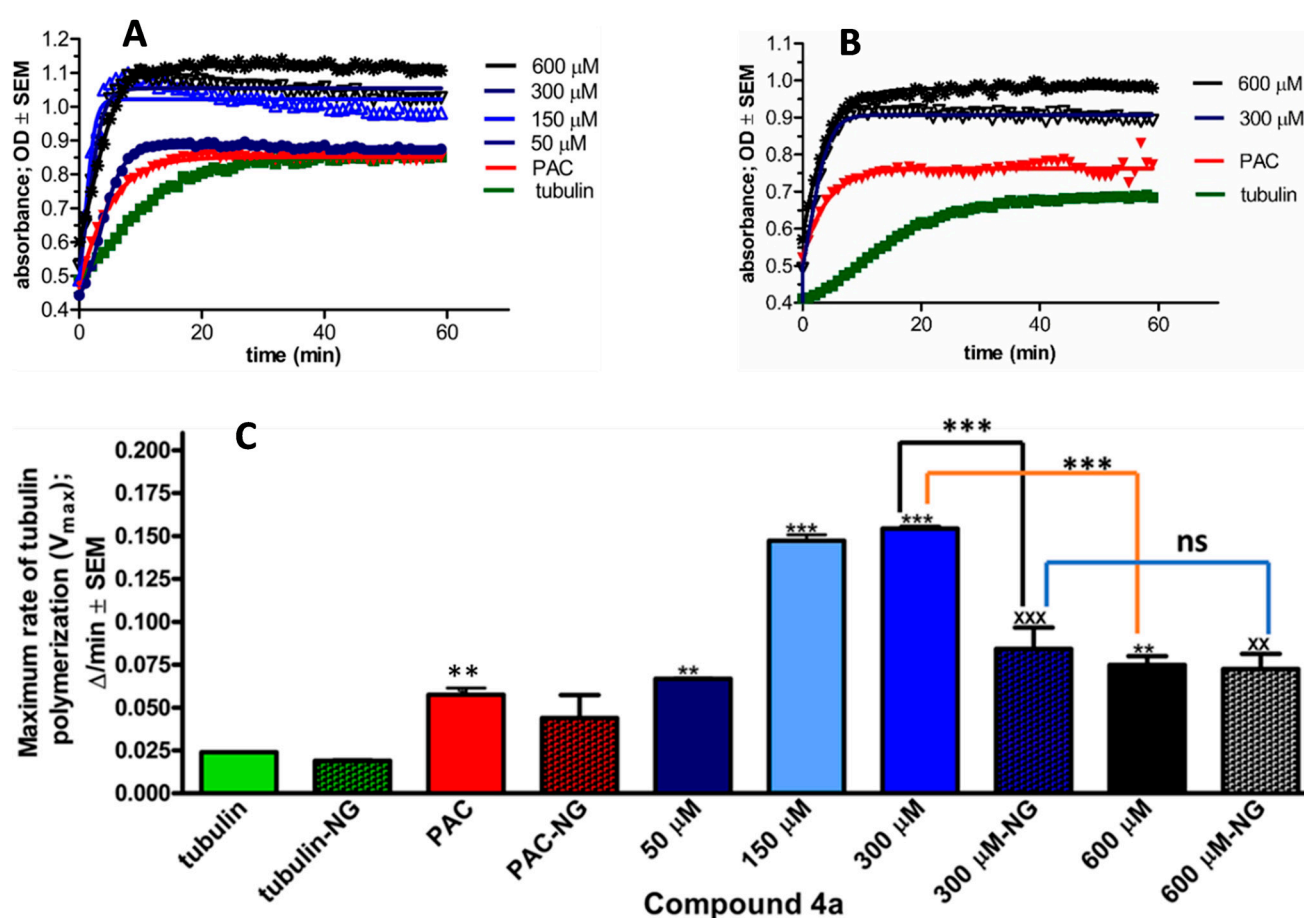 A
1.2
1.1
1.0
0.9
0.8
0.7
0.6
0.5
0.4
absorbance; OD ± SEM
0 20 40 60
time (min)
600 µM
300 µM
150 µM
50 µM
PAC
tubulin
B
1.1
1.0
0.9
0.8
0.7
0.6
0.5
0.4
absorbance; OD ± SEM
0 20 40 60
time (min)
600 µM
300 µM
PAC
tubulin
C
Maximum rate of tubulin
polymerization (Vmax);
Δ/min ± SEM
0.200
0.175
0.150
0.125
0.100
0.075
0.050
0.025
0.000
**
**
***
***
xxx
**
xx
***
***
ns
tubulin
tubulin-NG
PAC
PAC-NG
50 µM
150 µM
300 µM
300 µM-NG
600 µM
600 µM-NG
Compound 4a